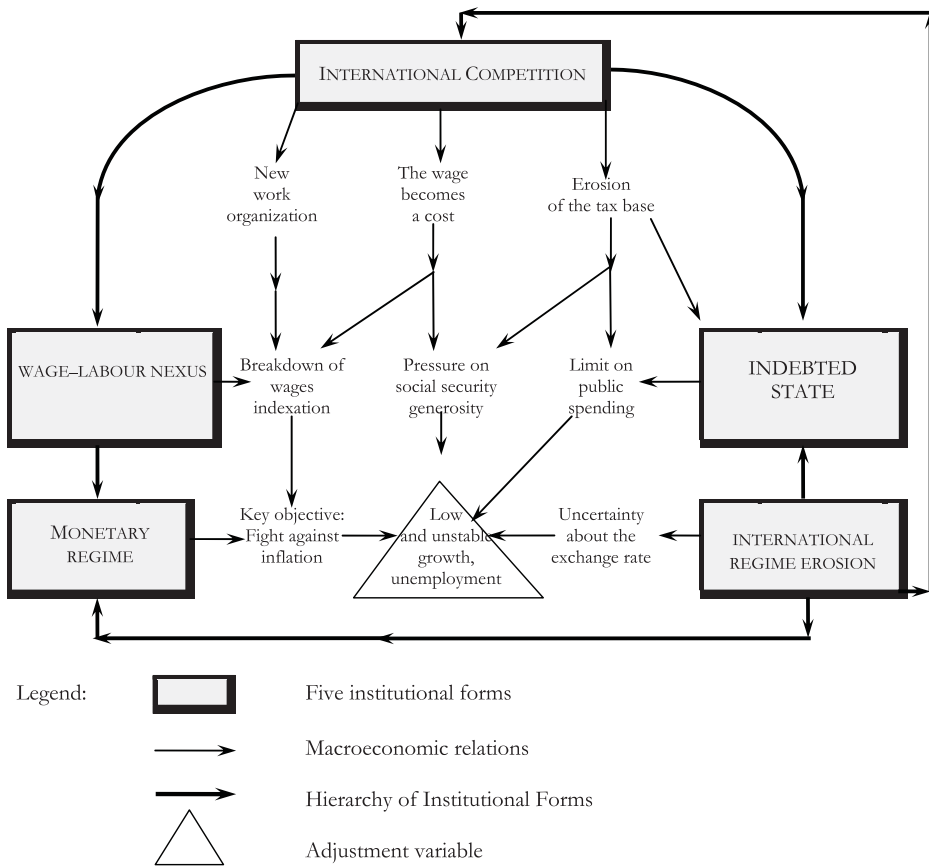 INTERNATIONAL COMPETITION
New
work
organization
The wage
becomes
a cost
Erosion
of the tax base
WAGE–LABOUR NEXUS
Breakdown of
wages
indexation
Pressure on
social security
generosity
Limit on
public
spending
INDEBTED
STATE
MONETARY
REGIME
Key objective:
Fight against
inflation
Low
and unstable
growth,
unemployment
Uncertainty
about the
exchange rate
INTERNATIONAL
REGIME EROSION
Legend:
Five institutional forms
Macroeconomic relations
Hierarchy of Institutional Forms
Adjustment variable